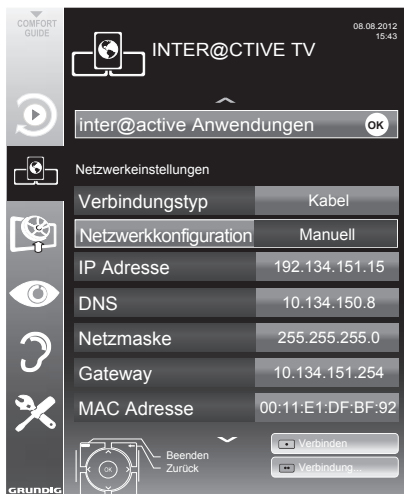 COMFORT
GUIDE
INTER@CTIVE TV
08.08.2012
15:43
inter@active Anwendungen OK
Netzwerkeinstellungen
Verbindungstyp Kabel
Netzwerkkonfiguration Manuell
IP Adresse 192.134.151.15
DNS 10.134.150.8
Netzmaske 255.255.255.0
Gateway 10.134.151.254
MAC Adresse 00:11:E1:DF:BF:92
OK
Beenden
Zurück
Verbinden
Verbindung...
GRUNDIG